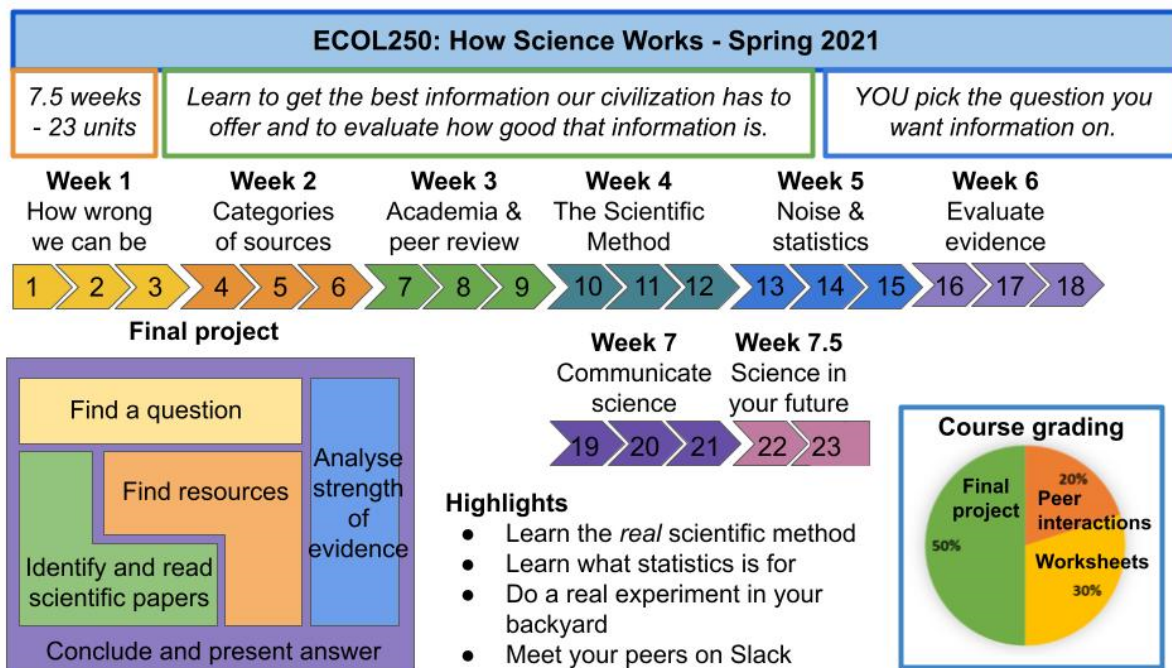 ECOL250: How Science Works - Spring 2021
7.5 weeks
- 23 units
Learn to get the best information our civilization has to
offer and to evaluate how good that information is.
YOU pick the question you
want information on.
Week 1
How wrong
we can be
Week 2
Categories
of sources
Week 3
Academia &
peer review
Week 4
The Scientific
Method
Week 5
Noise &
statistics
Week 6
Evaluate
evidence
1 2 3 4 5 6 7 8 9 10 11 12 13 14 15 16 17 18
Week 7
Communicate
science
Week 7.5
Science in
your future
19 20 21 22 23
Final project
Find a question
Find resources
Identify and read
scientific papers
Analyse
strength
of
evidence
Conclude and present answer
Highlights
● Learn the real scientific method
● Learn what statistics is for
● Do a real experiment in your
backyard
● Meet your peers on Slack
Course grading
Final
project
50%
20%
Peer
interactions
Worksheets
30%